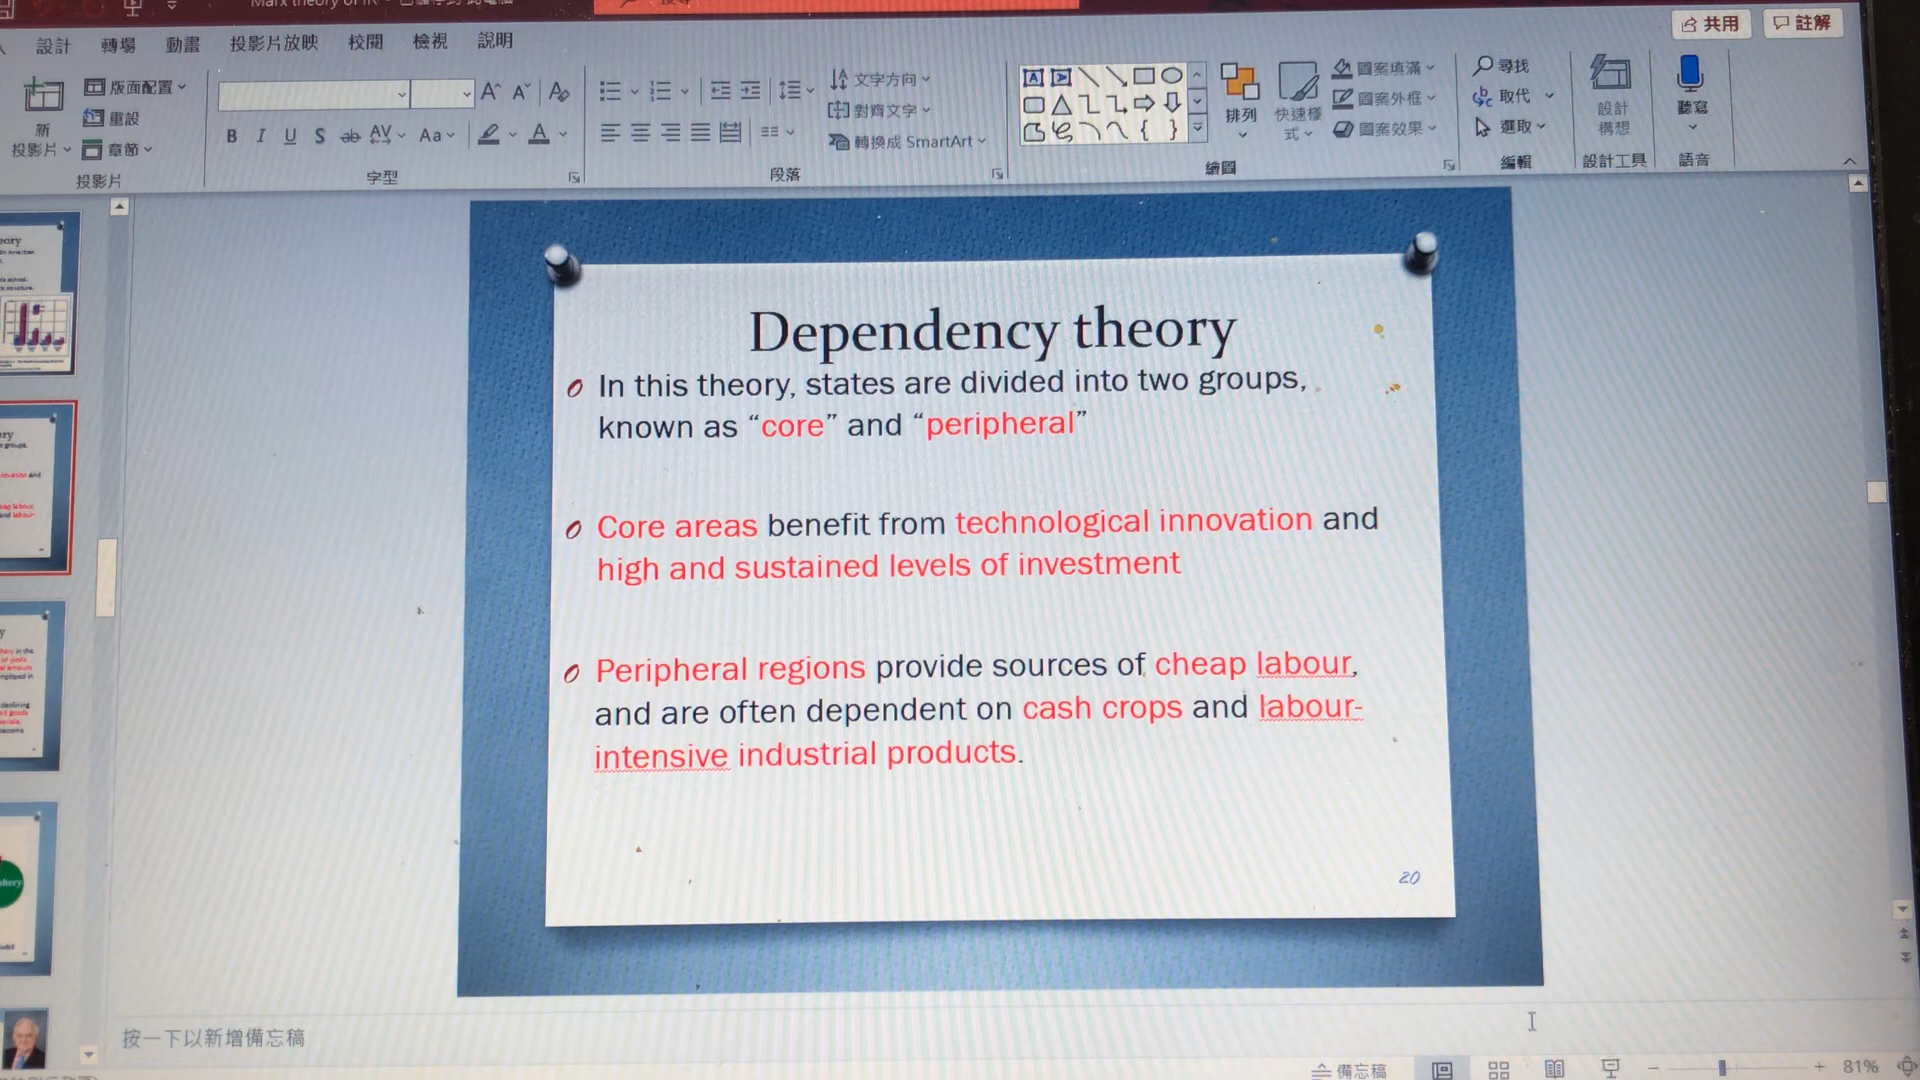 Marx theory of IR
共用
註解
設計
轉場
動畫
投影片放映
校閱
檢視
說明
新
投影片
版面配置
重設
章節
投影片
B I U S ab AV Aa A
字型
文字方向
對齊文字
轉換成 SmartArt
段落
排列
快速樣
式
圖案填滿
圖案外框
圖案效果
繪圖
尋找
取代
選取
編輯
設計
構想
設計工具
聽寫
語音
Dependency theory
In this theory, states are divided into two groups,
known as “core” and “peripheral”
Core areas benefit from technological innovation and
high and sustained levels of investment
Peripheral regions provide sources of cheap labour,
and are often dependent on cash crops and labour-
intensive industrial products.
20
按一下以新增備忘稿
備忘稿
81%